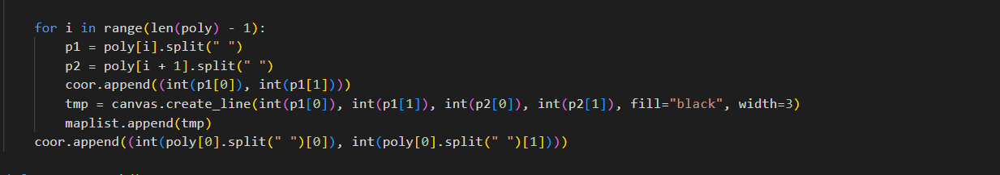 for i in range(len(poly) - 1):
    p1 = poly[i].split(" ")
    p2 = poly[i + 1].split(" ")
    coor.append((int(p1[0]), int(p1[1])))
    tmp = canvas.create_line(int(p1[0]), int(p1[1]), int(p2[0]), int(p2[1]), fill="black", width=3)
    maplist.append(tmp)
coor.append((int(poly[0].split(" ")[0]), int(poly[0].split(" ")[1])))